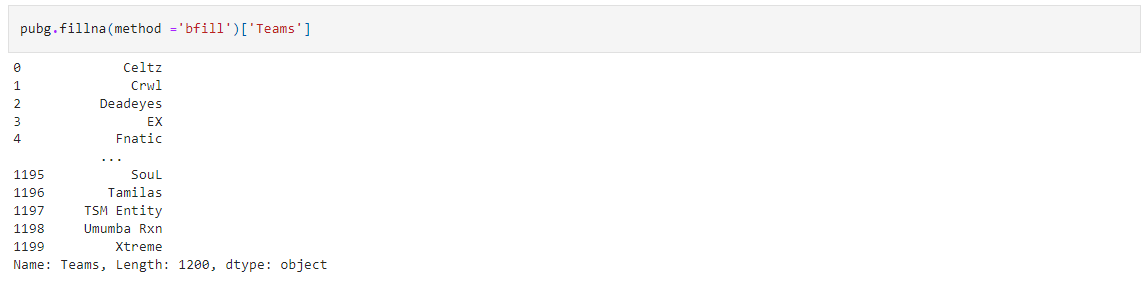 pubg.fillna(method ='bfill')['Teams']
0 Celtz
1 Crwl
2 Deadeyes
3 EX
4 Fnatic
...
1195 SouL
1196 Tamilas
1197 TSM Entity
1198 Umumba Rxn
1199 Xtreme
Name: Teams, Length: 1200, dtype: object